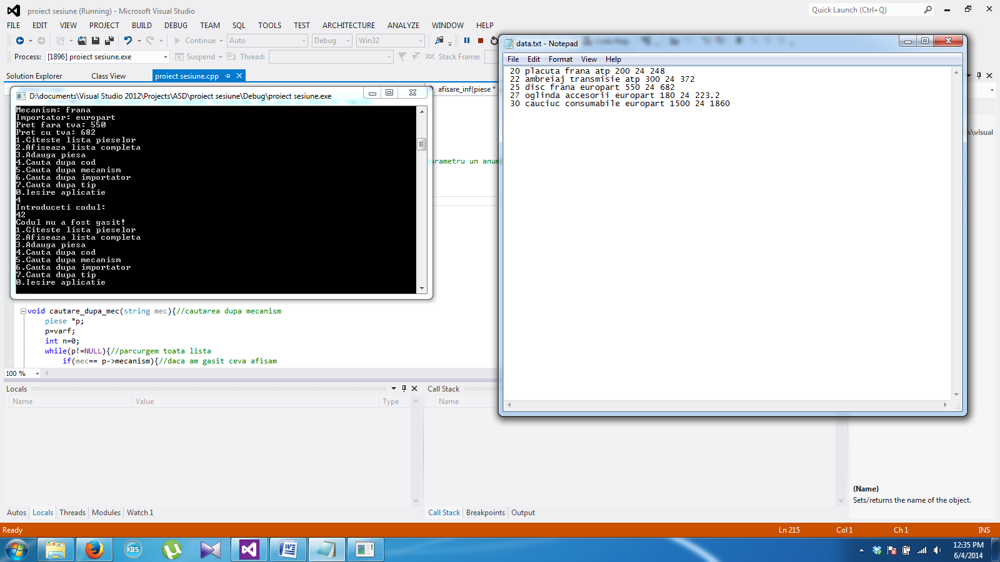 proiect sesiune (Running) - Microsoft Visual Studio
Quick Launch (Ctrl+Q)
FILE EDIT VIEW PROJECT BUILD DEBUG TEAM SQL TOOLS TEST ARCHITECTURE ANALYZE WINDOW HELP
Continue Auto Debug Win32
Process: [1896] proiect sesiune.exe Suspend Thread: Stack Frame:
Solution Explorer Class View proiect sesiune.cpp
afisare_inf(piese *
D:\documents\Visual Studio 2012\Projects\ASD\proiect sesiune\Debug\proiect sesiune.exe
Mecanism: frana
Importator: europart
Pret fara tva: 550
Pret cu tva: 682
1.Citeste lista pieselor
2.Afiseaza lista completa
3.Adauga piesa
4.Cauta dupa cod
5.Cauta dupa mecanism
6.Cauta dupa importator
7.Cauta dupa tip
0.Iesire aplicatie
4
Introduceti codul:
42
Codul nu a fost gasit!
1.Citeste lista pieselor
2.Afiseaza lista completa
3.Adauga piesa
4.Cauta dupa cod
5.Cauta dupa mecanism
6.Cauta dupa importator
7.Cauta dupa tip
0.Iesire aplicatie
arametru un anum
void cautare_dupa_mec(string mec){//cautarea dupa mecanism
piese *p;
p=varf;
int n=0;
while(p!=NULL){//parcurgem toata lista
if(mec== p->mecanism){//daca am gasit ceva afisam
100 %
data.txt - Notepad
File Edit Format View Help
20 placuta frana atp 200 24 248
22 ambreiaj transmisie atp 300 24 372
25 disc frana europart 550 24 682
27 oglinda accesorii europart 180 24 223.2
30 cauciuc consumabile europart 1500 24 1860
s\visual s
Locals
Name Value Type
Call Stack
Name
(Name)
Sets/returns the name of the object.
Autos Locals Threads Modules Watch 1
Call Stack Breakpoints Output
Ready Ln 215 Col 1 Ch 1 INS
12:35 PM
6/4/2014